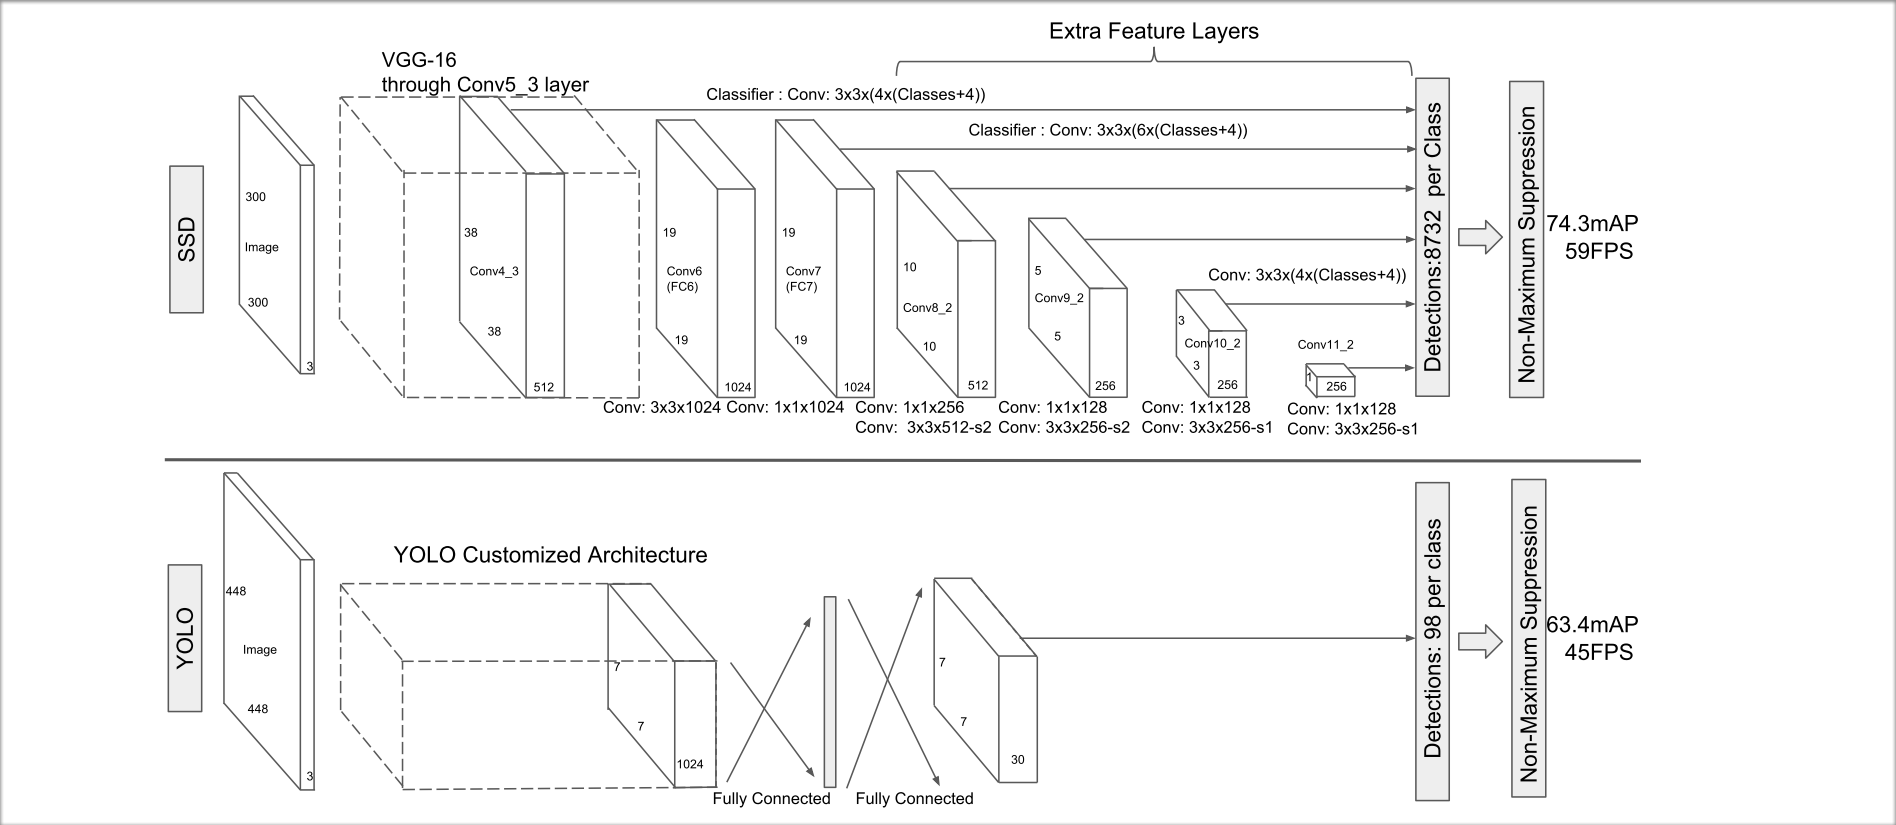 Extra Feature Layers
VGG-16
through Conv5_3 layer
Classifier : Conv: 3x3x(4x(Classes+4))
Classifier : Conv: 3x3x(6x(Classes+4))
SSD
300
Image
300
3
38
Conv4_3
38
512
19
Conv6
(FC6)
19
1024
19
Conv7
(FC7)
19
1024
10
Conv8_2
10
512
5
Conv9_2
5
256
Conv: 3x3x(4x(Classes+4))
3
Conv10_2
3
256
Conv11_2
1
256
Conv: 3x3x1024
Conv: 1x1x1024
Conv: 1x1x256
Conv: 3x3x512-s2
Conv: 1x1x128
Conv: 3x3x256-s2
Conv: 1x1x128
Conv: 3x3x256-s1
Conv: 1x1x128
Conv: 3x3x256-s1
Detections:8732 per Class
Non-Maximum Suppression
74.3mAP
59FPS
YOLO
448
Image
448
3
YOLO Customized Architecture
7
7
1024
Fully Connected
Fully Connected
7
7
30
Detections: 98 per class
Non-Maximum Suppression
63.4mAP
45FPS